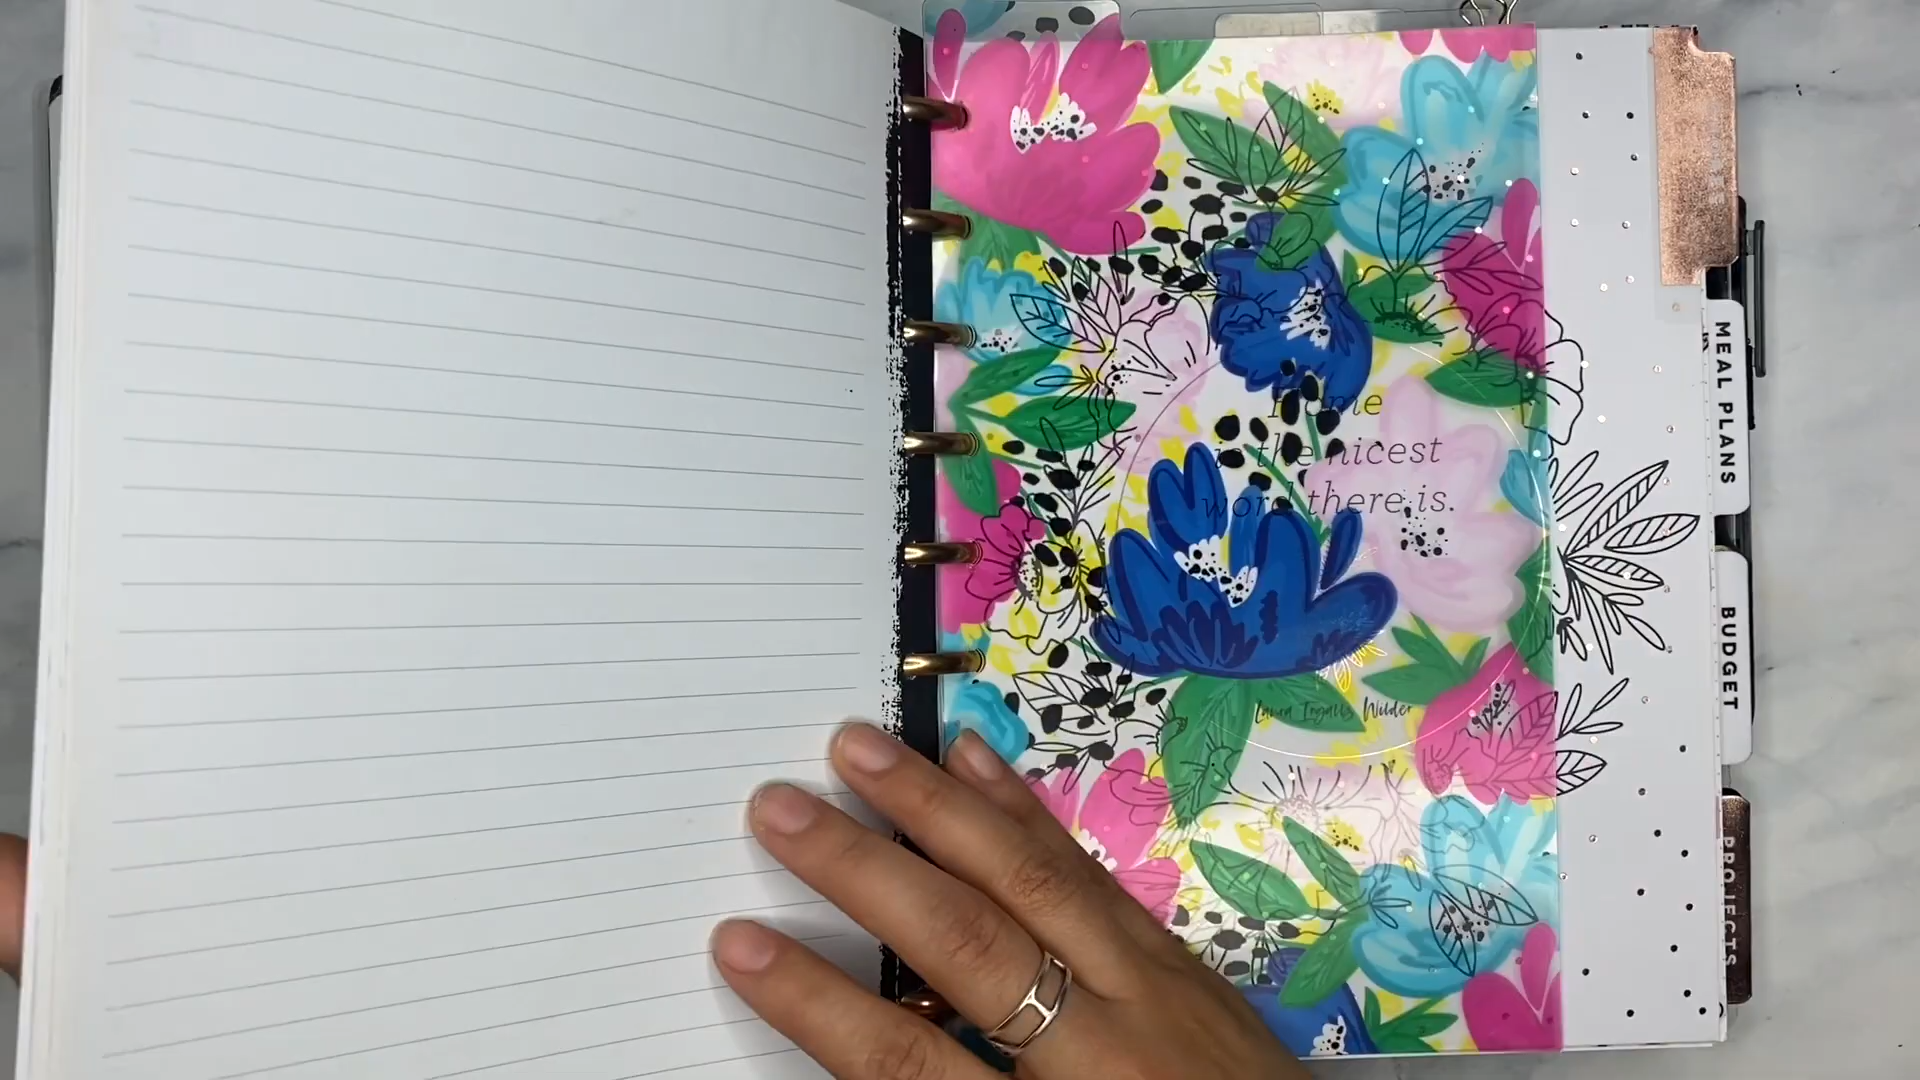 Home
is the nicest
word there is.
Laura Ingalls Wilder
MEAL PLANS
BUDGET
PROJECTS